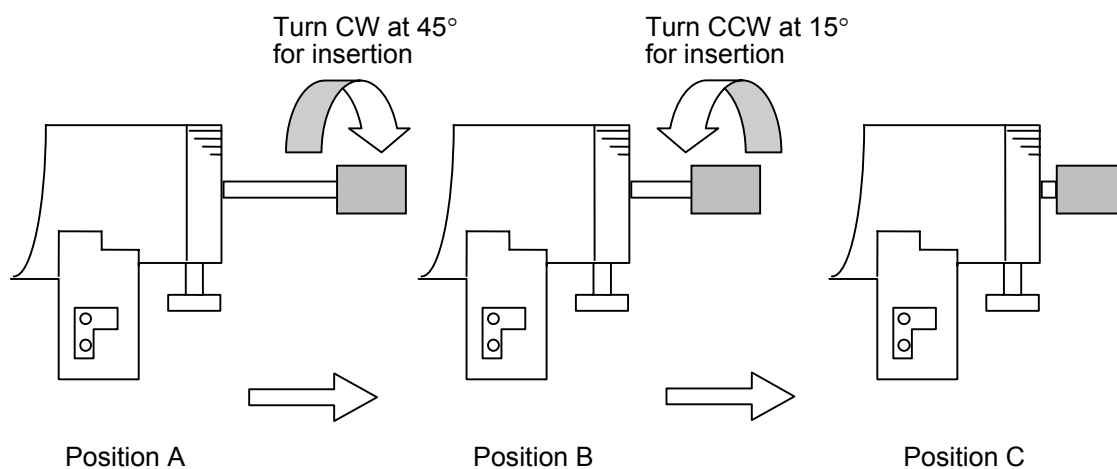 Turn CW at 45°
for insertion
Turn CCW at 15°
for insertion
Position A
Position B
Position C